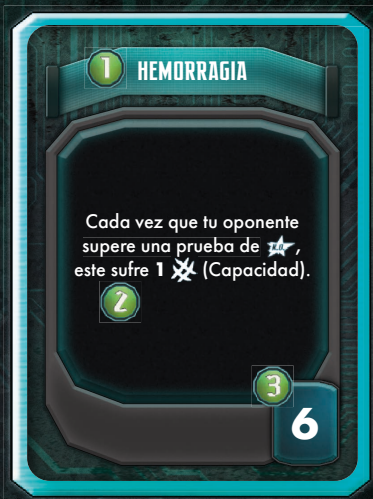 1 HEMORRAGIA
Cada vez que tu oponente
supere una prueba de K.O.,
este sufre 1 (Capacidad).
2
3
6